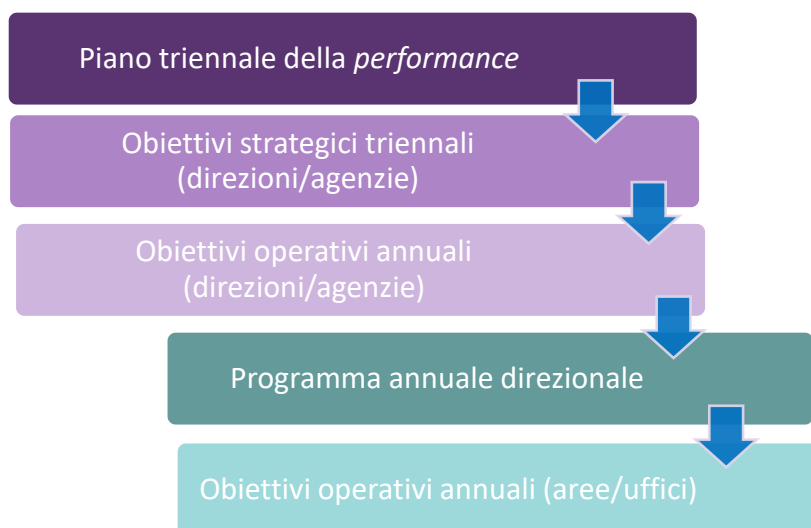 Piano triennale della performance
Obiettivi strategici triennali
(direzioni/agenzie)
Obiettivi operativi annuali
(direzioni/agenzie)
Programma annuale direzionale
Obiettivi operativi annuali (aree/uffici)